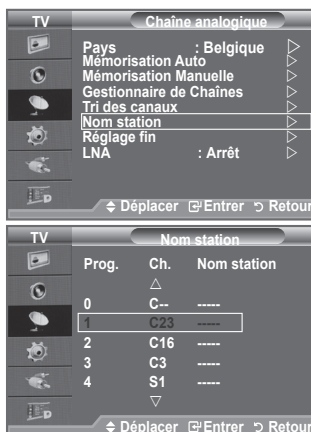 TV Chaîne analogique
Pays : Belgique
Mémorisation Auto
Mémorisation Manuelle
Gestionnaire de Chaînes
Tri des canaux
Nom station
Réglage fin
LNA : Arrêt
Déplacer Entrer Retour
TV Nom station
Prog. Ch. Nom station
0 C-- -----
1 C23 -----
2 C16 -----
3 C3 -----
4 S1 -----
Déplacer Entrer Retour